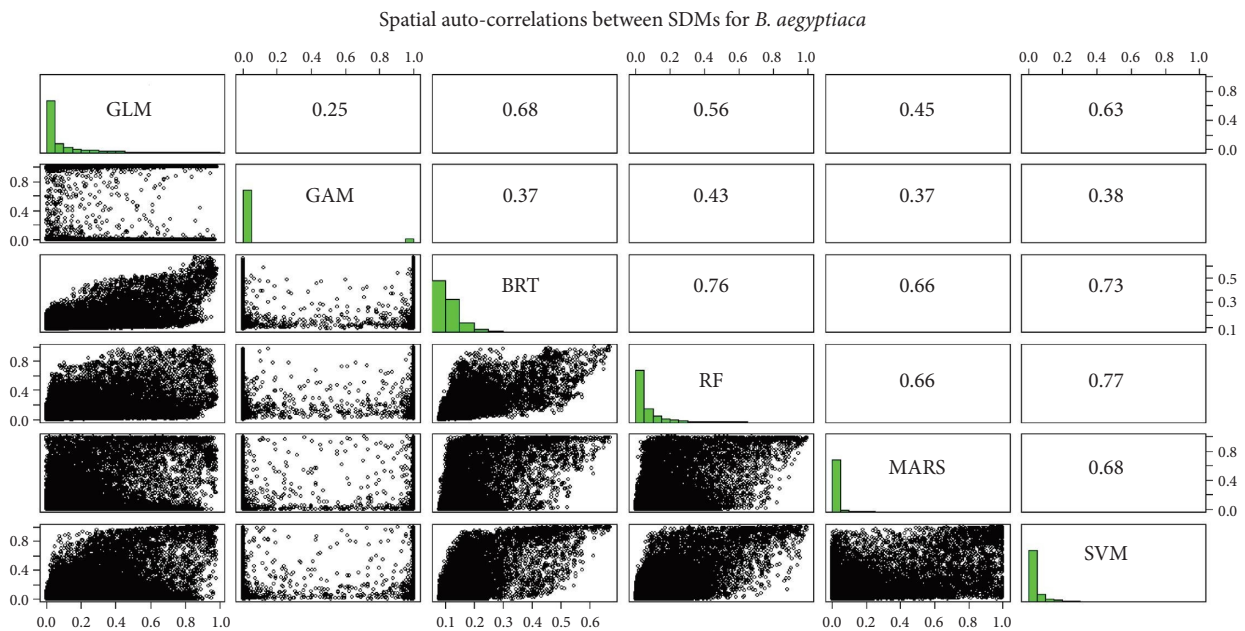 Spatial auto-correlations between SDMs for B. aegyptiaca
0.0 0.2 0.4 0.6 0.8 1.0 0.0 0.2 0.4 0.6 0.8 1.0 0.0 0.2 0.4 0.6 0.8 1.0
GLM 0.25 0.68 0.56 0.45 0.63 0.8 0.4 0.0
0.8 0.4 0.0 GAM 0.37 0.43 0.37 0.38
BRT 0.76 0.66 0.73 0.5 0.3 0.1
0.8 0.4 0.0 RF 0.66 0.77
MARS 0.68 0.8 0.4 0.0
0.8 0.4 0.0 SVM
0.0 0.2 0.4 0.6 0.8 1.0 0.1 0.2 0.3 0.4 0.5 0.6 0.0 0.2 0.4 0.6 0.8 1.0